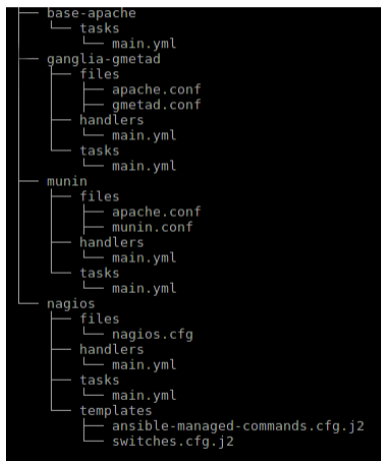 base-apache
tasks
main.yml
ganglia-gmetad
files
apache.conf
gmetad.conf
handlers
main.yml
tasks
main.yml
munin
files
apache.conf
munin.conf
handlers
main.yml
tasks
main.yml
nagios
files
nagios.cfg
handlers
main.yml
tasks
main.yml
templates
ansible-managed-commands.cfg.j2
switches.cfg.j2